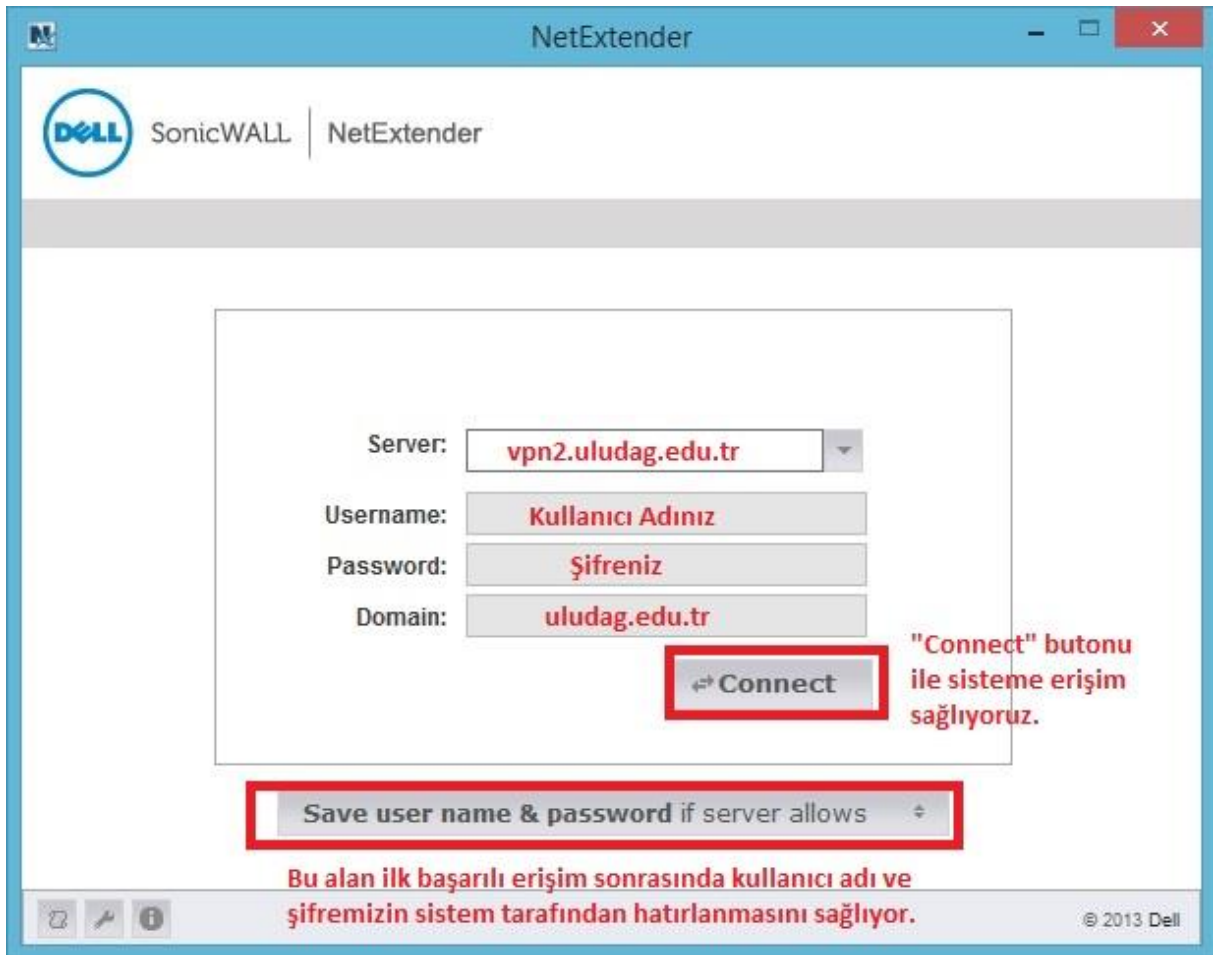 NetExtender
DELL SonicWALL | NetExtender
Server: vpn2.uludag.edu.tr
Username: Kullanıcı Adınız
Password: Şifreniz
Domain: uludag.edu.tr
Connect
"Connect" butonu
ile sisteme erişim
sağlıyoruz.
Save user name & password if server allows
Bu alan ilk başarılı erişim sonrasında kullanıcı adı ve
şifremizin sistem tarafından hatırlanmasını sağlıyor.
© 2013 Dell